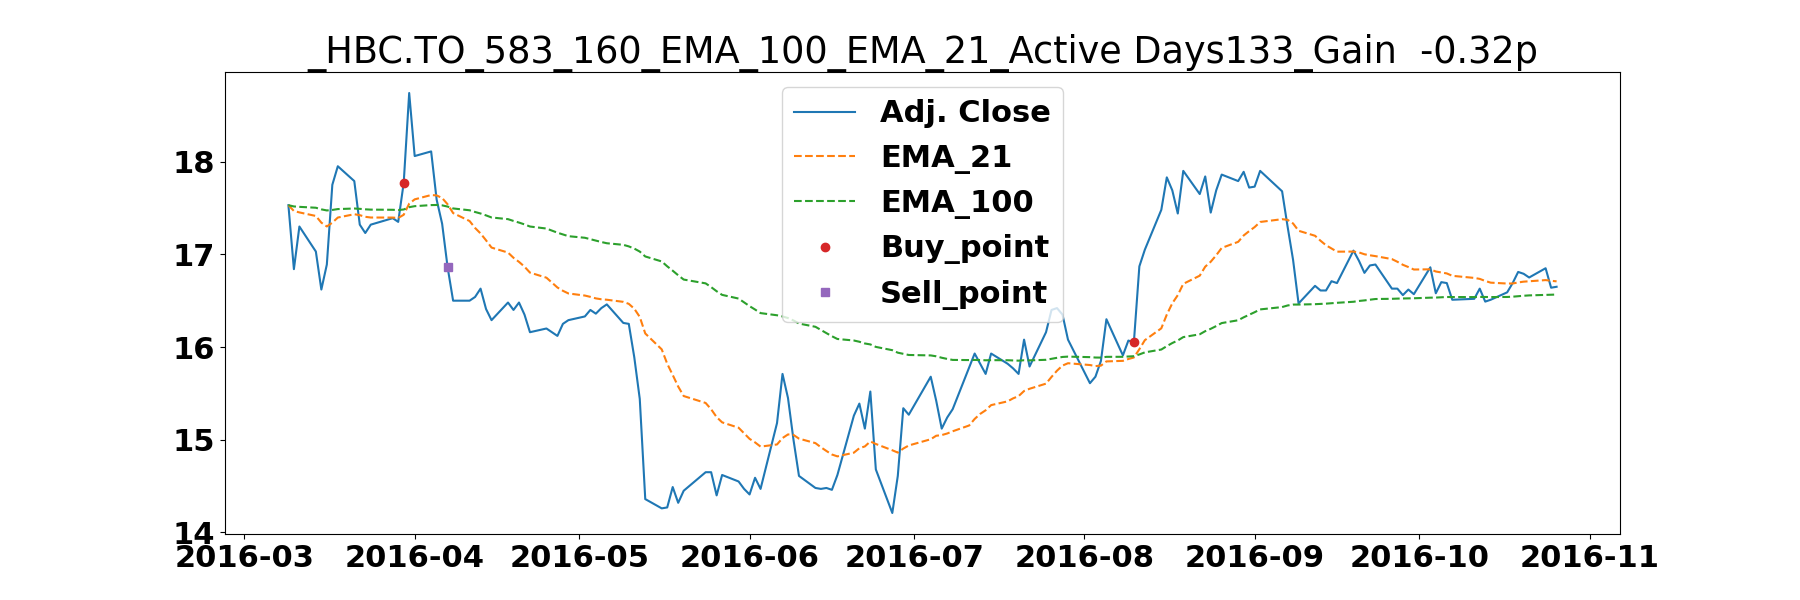 _HBC.TO_583_160_EMA_100_EMA_21_Active Days133_Gain  -0.32p
Adj. Close
EMA_21
EMA_100
Buy_point
Sell_point
18
17
16
15
14
2016-03 2016-04 2016-05 2016-06 2016-07 2016-08 2016-09 2016-10 2016-11